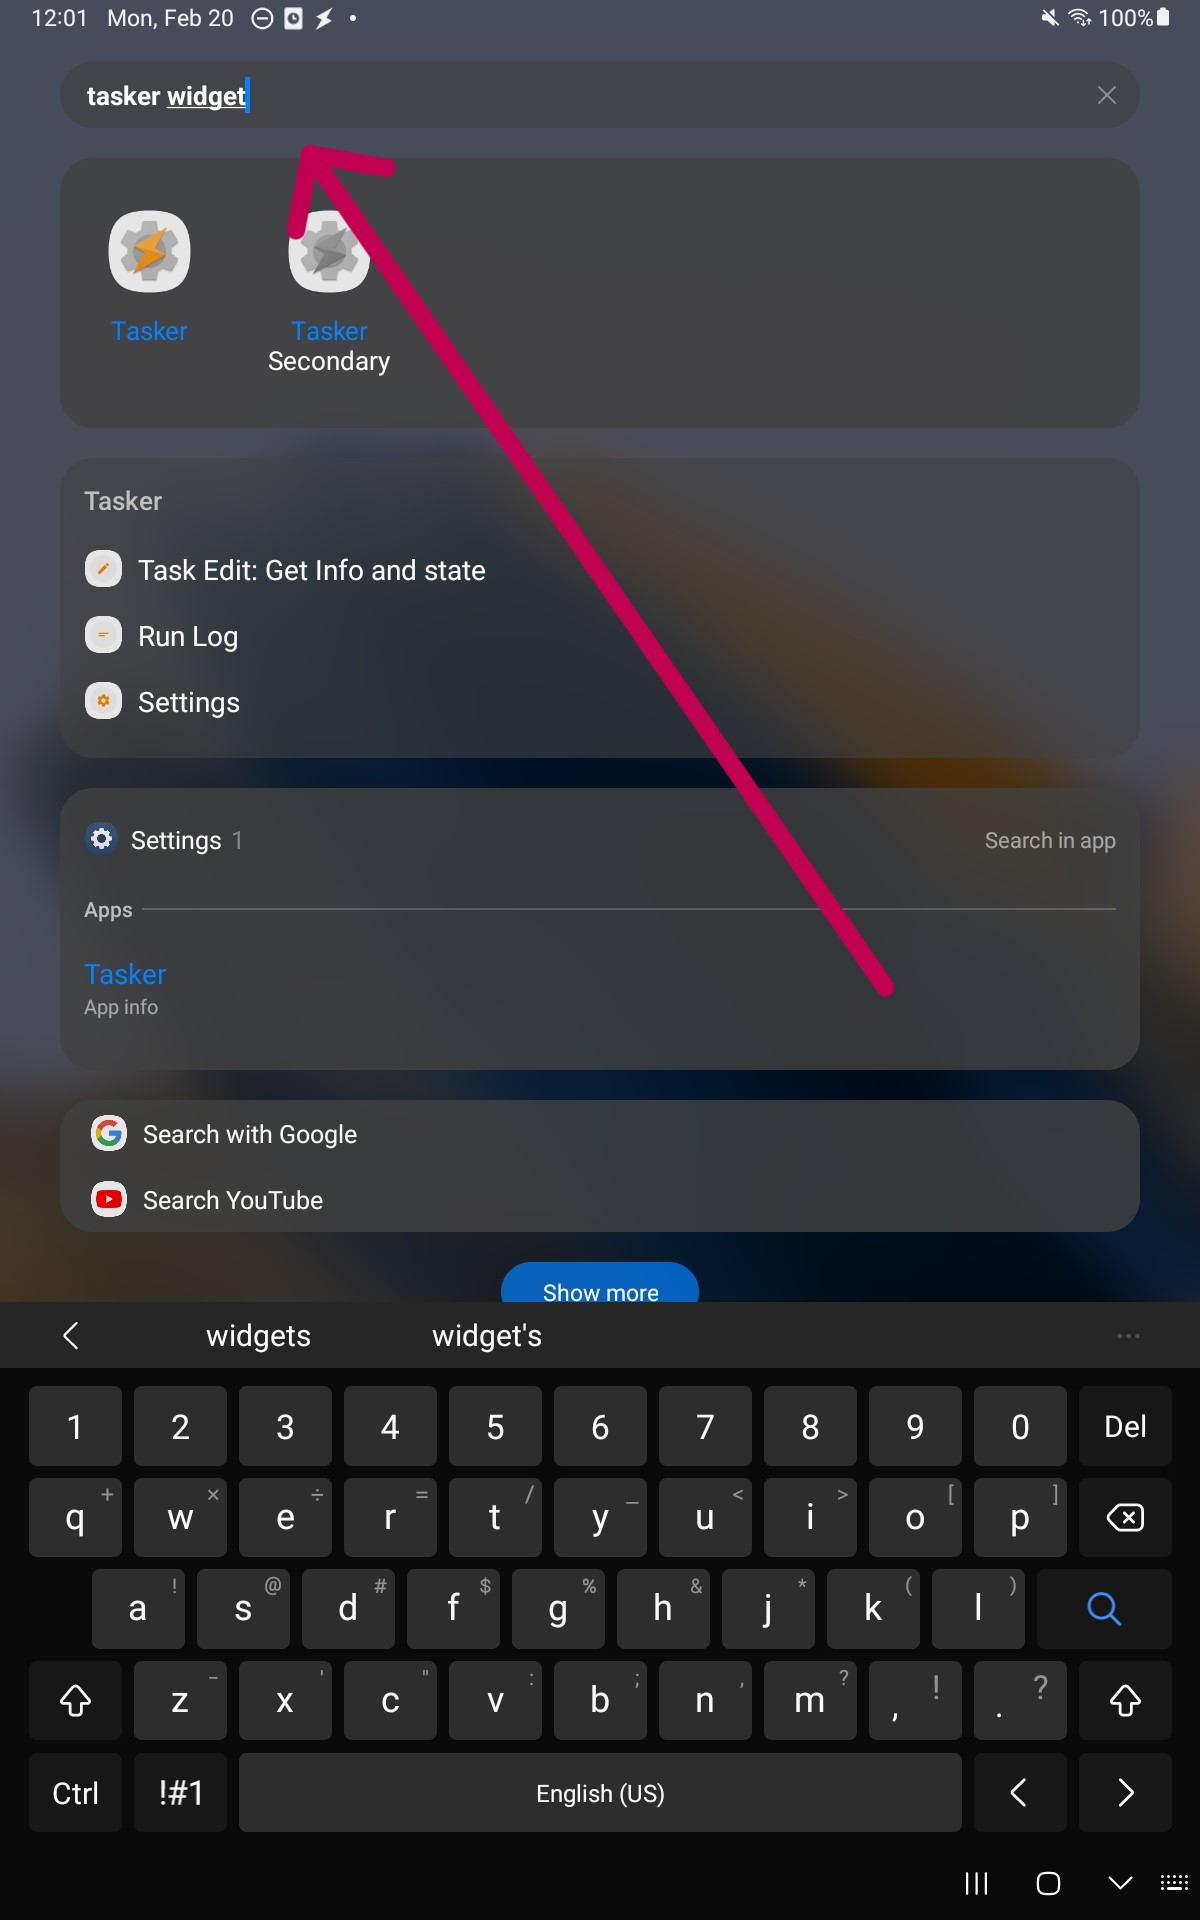 12:01 Mon, Feb 20 100%
tasker widget
Tasker
Tasker
Secondary
Tasker
Task Edit: Get Info and state
Run Log
Settings
Settings 1 Search in app
Apps
Tasker
App info
Search with Google
Search YouTube
Show more
widgets widget's ...
1 2 3 4 5 6 7 8 9 0 Del
q + w × e ÷ r = t / y _ u < i > o [ p ]
a ! s @ d # f $ g % h & j * k ( l )
z - x ' c " v : b ; n , m ? , ! . ?
Ctrl !#1 English (US) < >